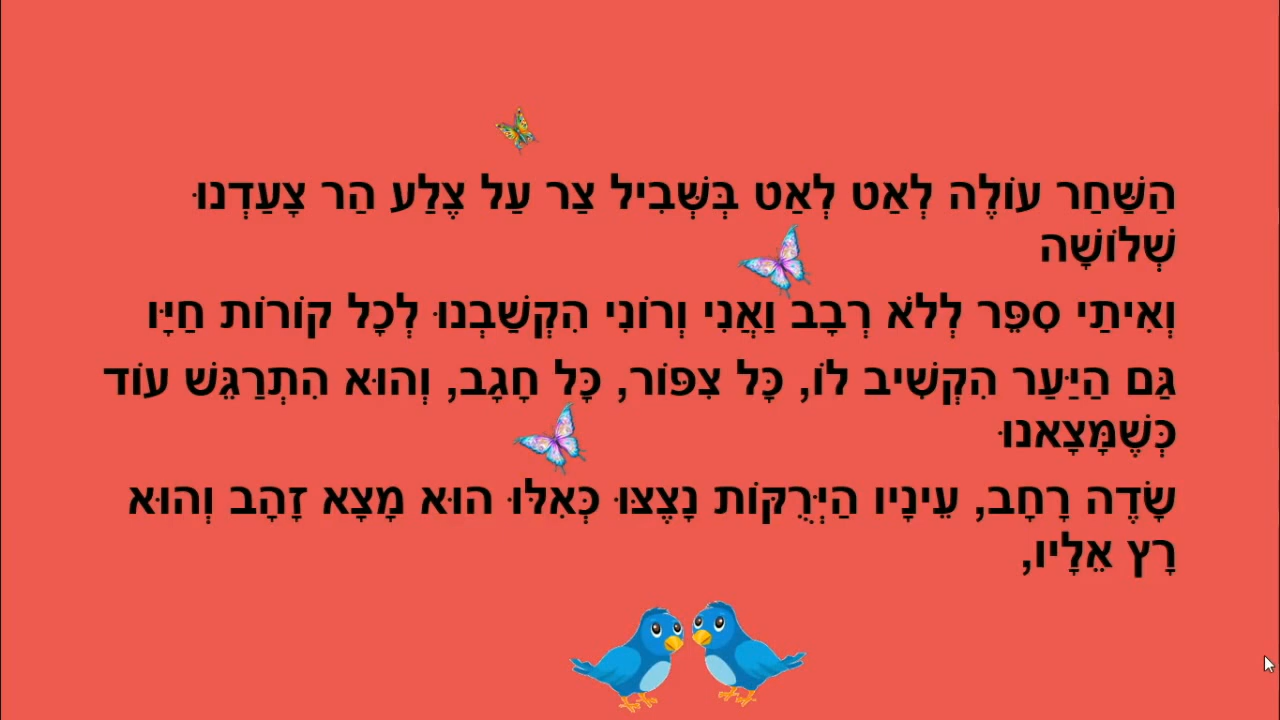 הַשַּׁחַר עוֹלֶה לְאַט לְאַט בְּשְּׁבִיל צַר עַל צֶלַע הַר צָעַדְנוּ
שְׁלוֹשָׁה
וְאִיתַי סִפֵּר לְלֹא רְבָב וַאֲנִי וְרוֹנִי הִקְשַׁבְנוּ לְכָל קוֹרוֹת חַיָּיו
גַּם הַיַּעַר הִקְשִׁיב לוֹ, כָּל צִפּוֹר, כָּל חָגָב, וְהוּא הִתְרַגֵּשׁ עוֹד
כְּשֶׁמָּצָאנוּ
שָׂדֶה רָחָב, עֵינָיו הַיְּרֻקּוֹת נָצְצוּ כְּאִלּוּ הוּא מָצָא זָהָב וְהוּא
רָץ אֵלָיו,